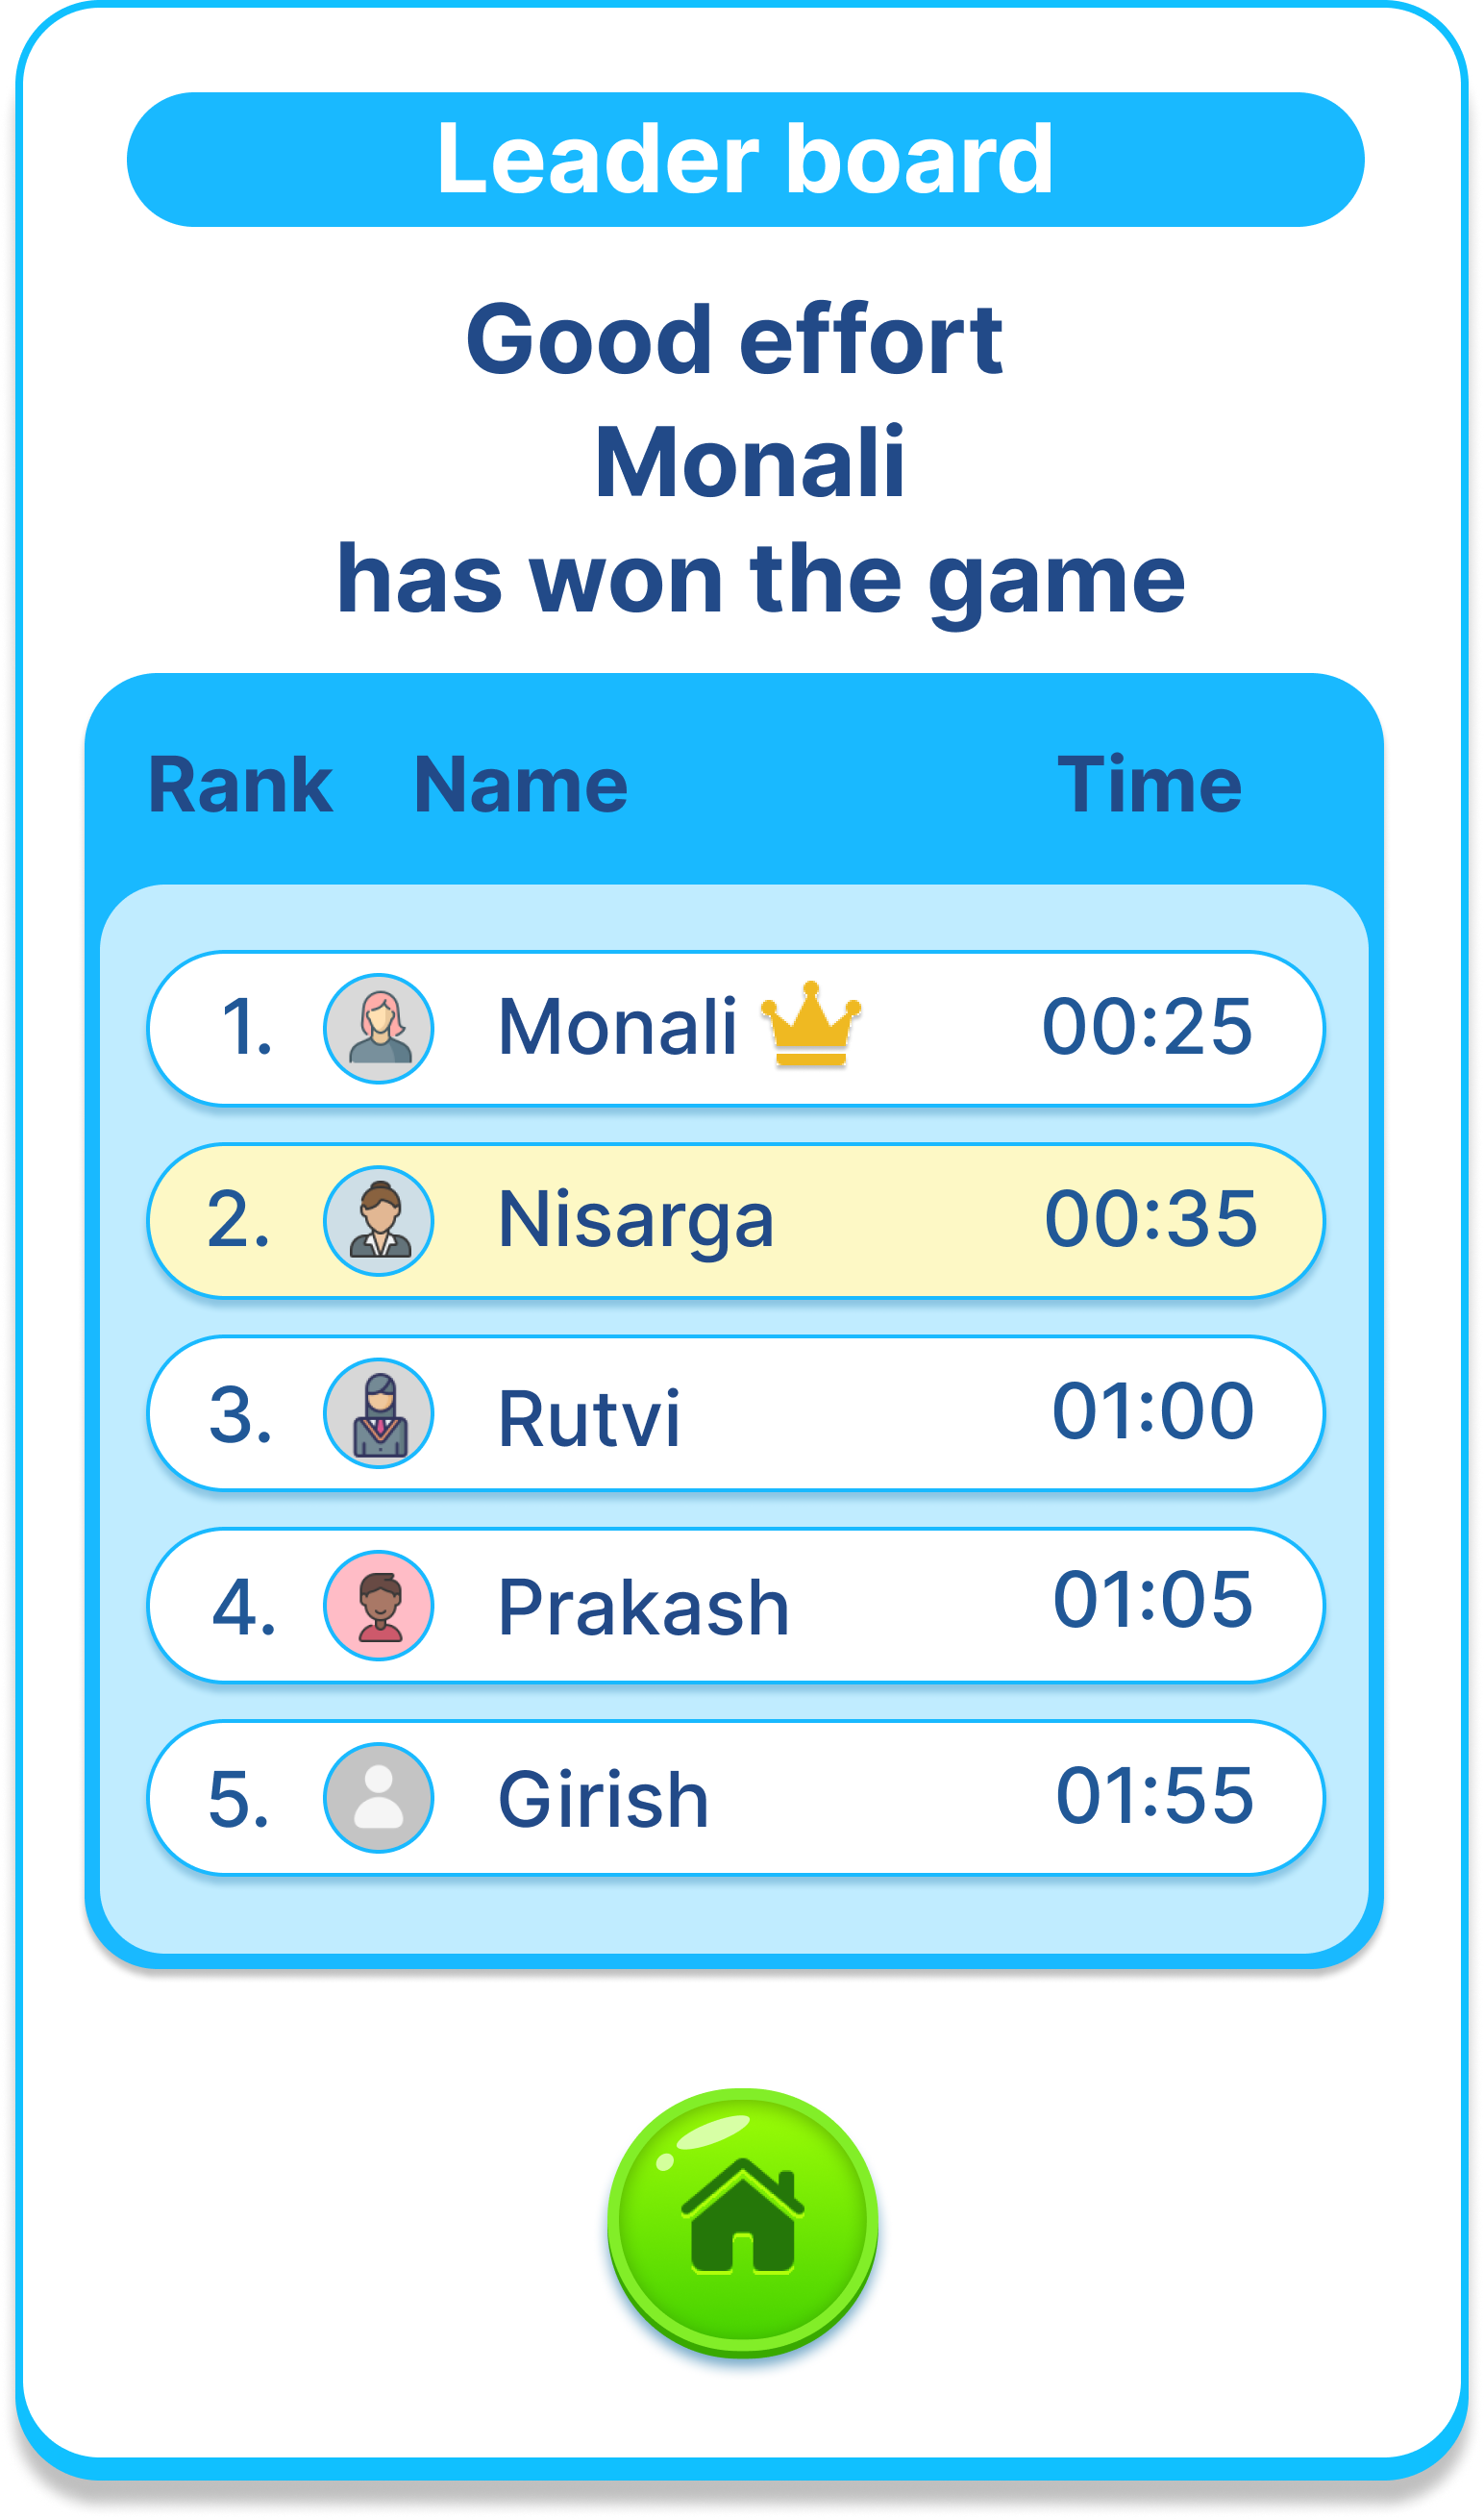 Leader board
Good effort
Monali
has won the game
Rank Name Time
1. Monali 00:25
2. Nisarga 00:35
3. Rutvi 01:00
4. Prakash 01:05
5. Girish 01:55